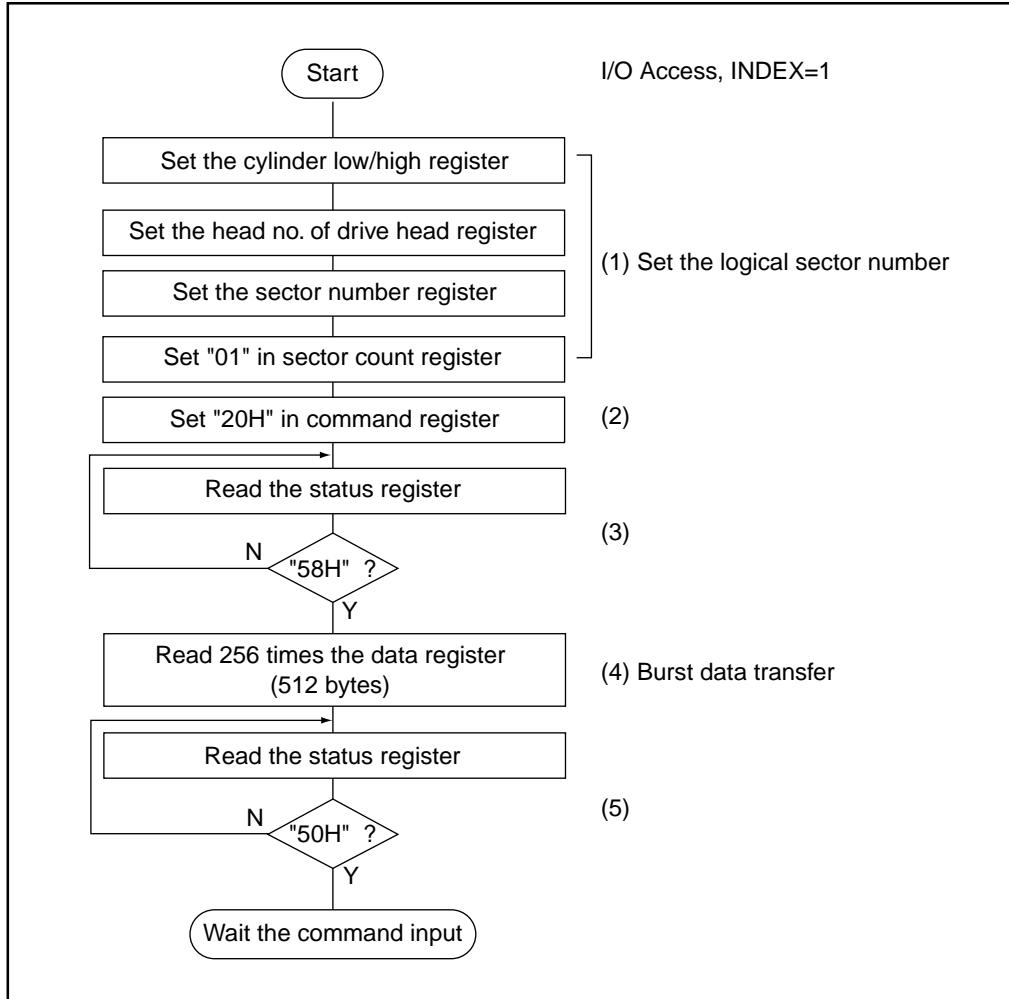 Start
I/O Access, INDEX=1
Set the cylinder low/high register
Set the head no. of drive head register
(1) Set the logical sector number
Set the sector number register
Set "01" in sector count register
Set "20H" in command register
(2)
Read the status register
(3)
N
"58H" ?
Y
Read 256 times the data register
(512 bytes)
(4) Burst data transfer
Read the status register
(5)
N
"50H" ?
Y
Wait the command input